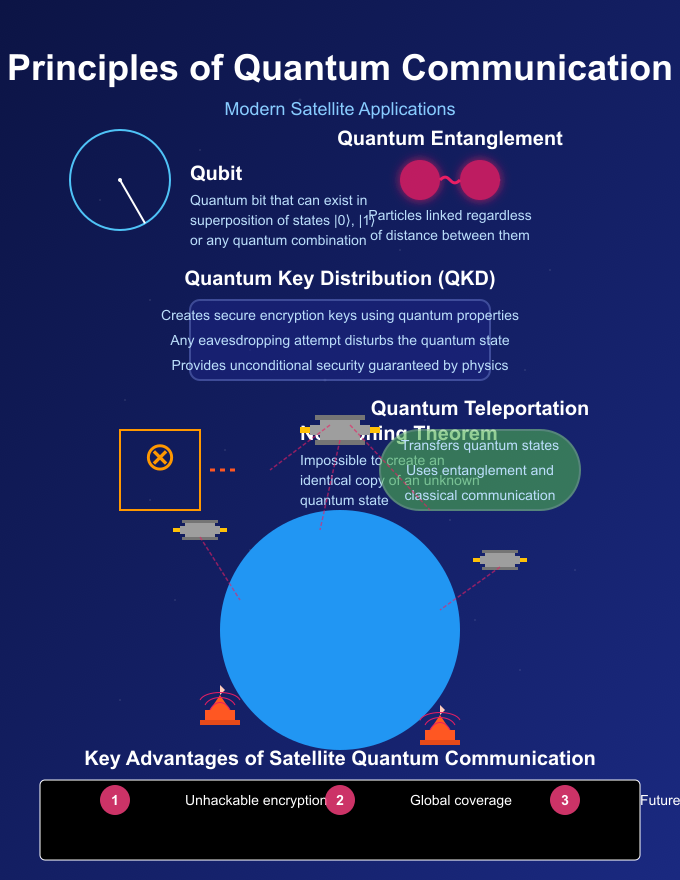 Principles of Quantum Communication
Modern Satellite Applications
Qubit
Quantum bit that can exist in
superposition of states |0⟩, |1⟩
or any quantum combination
Quantum Entanglement
Particles linked regardless
of distance between them
Quantum Key Distribution (QKD)
Creates secure encryption keys using quantum properties
Any eavesdropping attempt disturbs the quantum state
Provides unconditional security guaranteed by physics
Theorem
Impossible to create an
identical copy of an unknown
quantum state
Quantum Teleportation
Transfers quantum states
Uses entanglement and
classical communication
Key Advantages of Satellite Quantum Communication
1 Unhackable encryption
2 Global coverage
3 Future